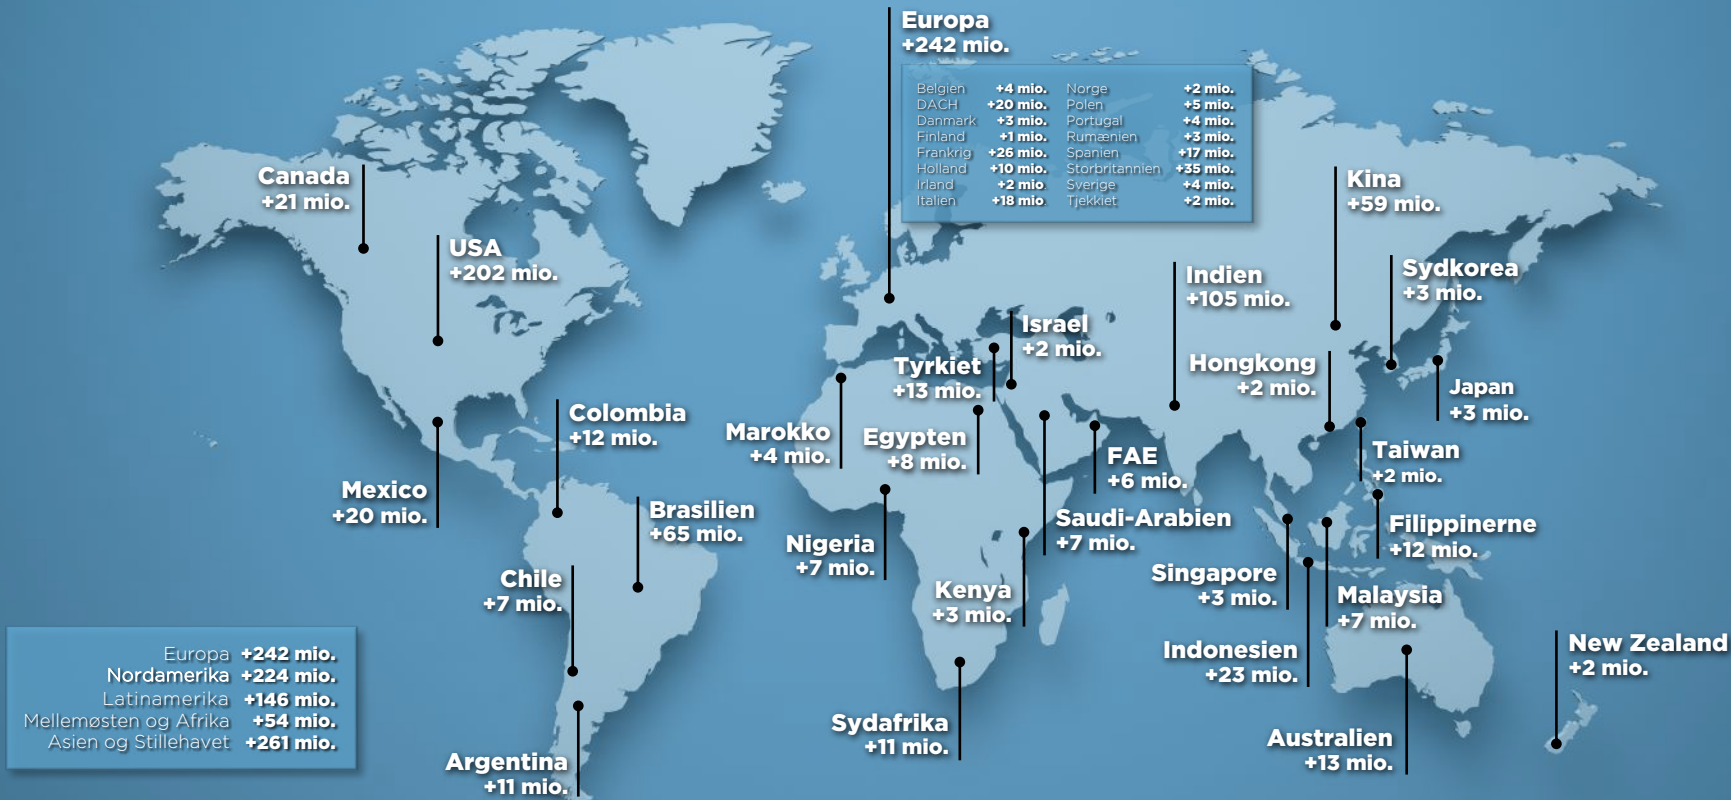 Europa
+242 mio.
Belgien +4 mio. Norge +2 mio.
DACH +20 mio. Polen +5 mio.
Danmark +3 mio. Portugal +4 mio.
Finland +1 mio. Rumænien +3 mio.
Frankrig +26 mio. Spanien +17 mio.
Holland +10 mio. Storbritannien +35 mio.
Irland +2 mio Sverige +4 mio.
Italien +18 mio Tjekkiet +2 mio.
Canada
+21 mio.
USA
+202 mio.
Kina
+59 mio.
Sydkorea
+3 mio.
Indien
+105 mio.
Israel
+2 mio.
Tyrkiet
+13 mio.
Hongkong
+2 mio.
Japan
+3 mio.
Colombia
+12 mio.
Marokko
+4 mio.
Egypten
+8 mio.
FAE
+6 mio.
Taiwan
+2 mio.
Mexico
+20 mio.
Brasilien
+65 mio.
Nigeria
+7 mio.
Saudi-Arabien
+7 mio.
Filippinerne
+12 mio.
Chile
+7 mio.
Kenya
+3 mio.
Singapore
+3 mio.
Malaysia
+7 mio.
Indonesien
+23 mio.
New Zealand
+2 mio.
Europa +242 mio.
Nordamerika +224 mio.
Latinamerika +146 mio.
Mellemøsten og Afrika +54 mio.
Asien og Stillehavet +261 mio.
Sydafrika
+11 mio.
Australien
+13 mio.
Argentina
+11 mio.